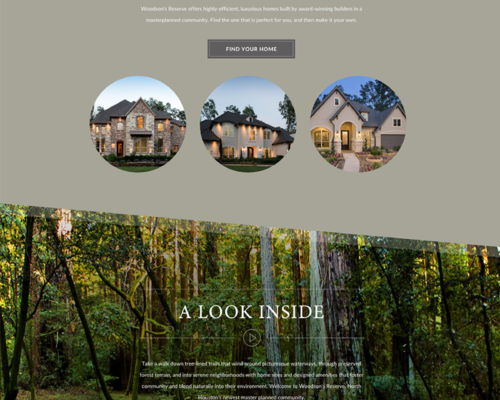 Woodson's Reserve offers highly-efficient, luxurious homes built by award-winning builders in a
masterplanned community. Find the one that is perfect for you, and then make it your own.
FIND YOUR HOME
A LOOK INSIDE
Take a walk down tree-lined trails that wind around picturesque waterways, through preserved
forest terrain, and into serene neighborhoods with home sites and designed amenities that foster
community and blend naturally into their environment. Welcome to Woodson's Reserve, North
Houston's newest master planned community.